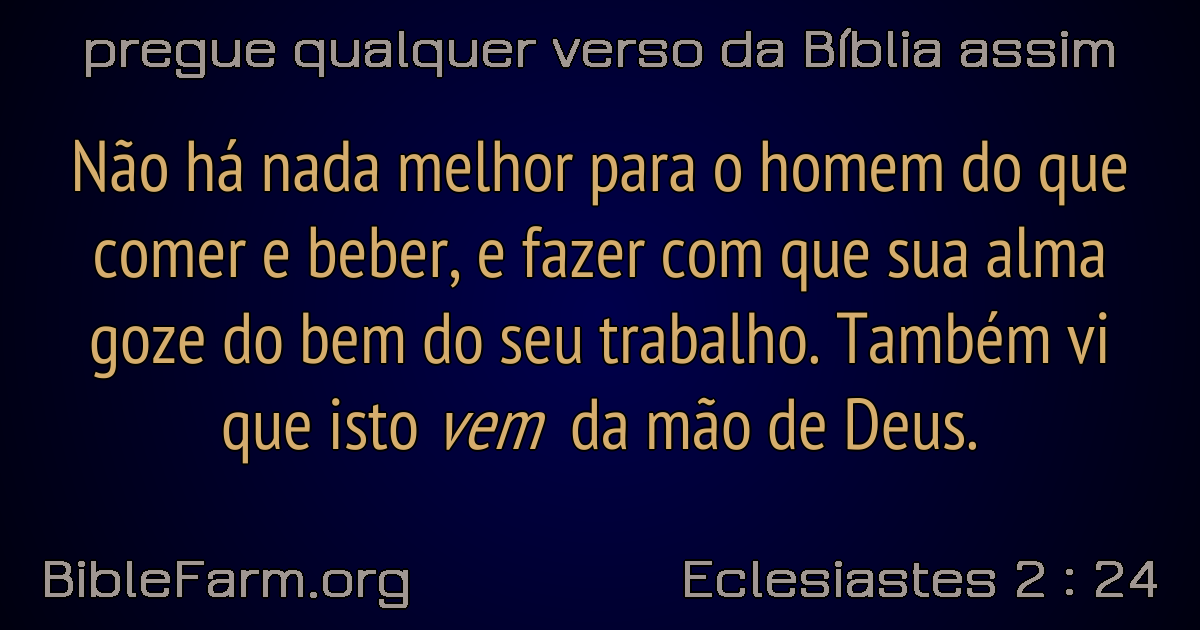 pregue qualquer verso da Bíblia assim
Não há nada melhor para o homem do que
comer e beber, e fazer com que sua alma
goze do bem do seu trabalho. Também vi
que isto vem da mão de Deus.
BibleFarm.org
Eclesiastes 2 : 24